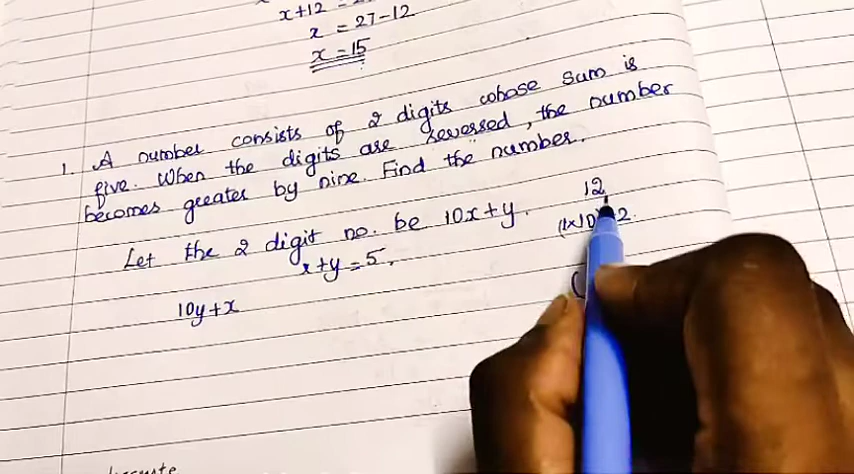 x+12 =
x = 27-12
x = 15
1. A number consists of 2 digits whose sum is
five. When the digits are reversed, the number
becomes greater by nine. Find the number.
Let the 2 digit no. be 10x+y.
x+y=5.
10y+x
12
(1x10 2
(